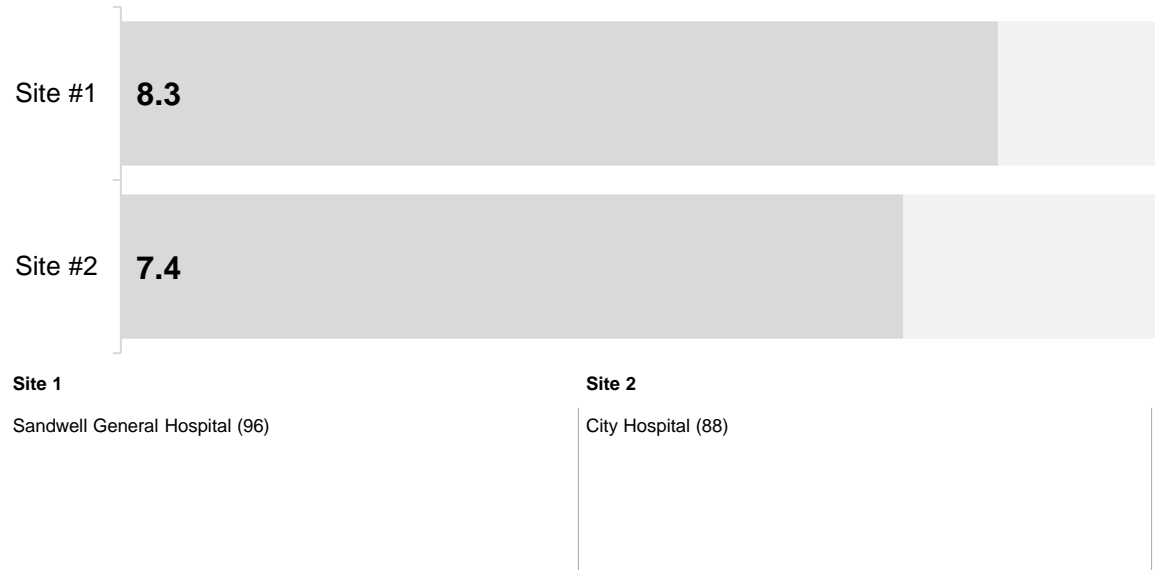 Site #1 8.3
Site #2 7.4
Site 1
Sandwell General Hospital (96)
Site 2
City Hospital (88)